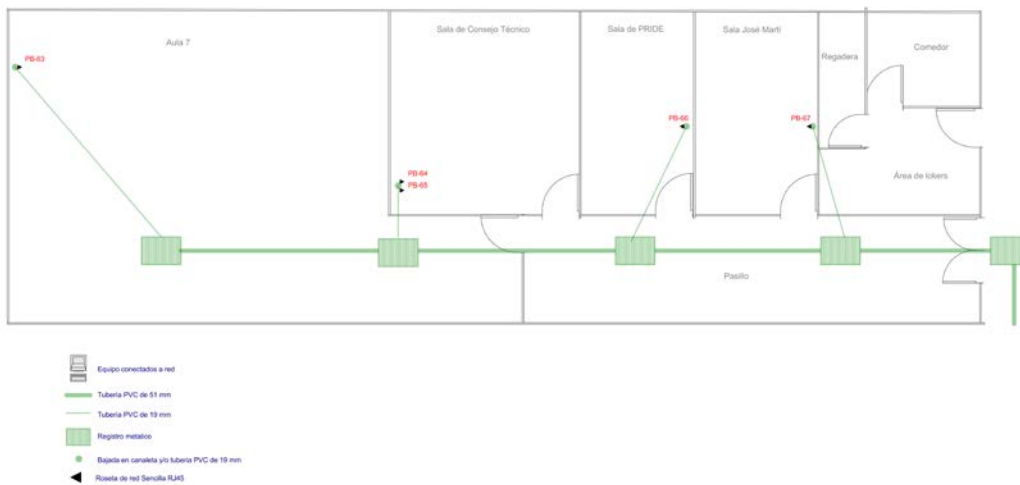 Aula 7
Sala de Consejo Técnico
Sala de PRIDE
Sala José Martí
Regadera
Comedor
PB-63
PB-66
PB-67
PB-64
PB-65
Área de lokers
Pasillo
Equipo conectados a red
Tubería PVC de 51 mm
Tubería PVC de 19 mm
Registro metalico
Bajada en canaleta y/o tubería PVC de 19 mm
Roseta de red Sencilla RJ45